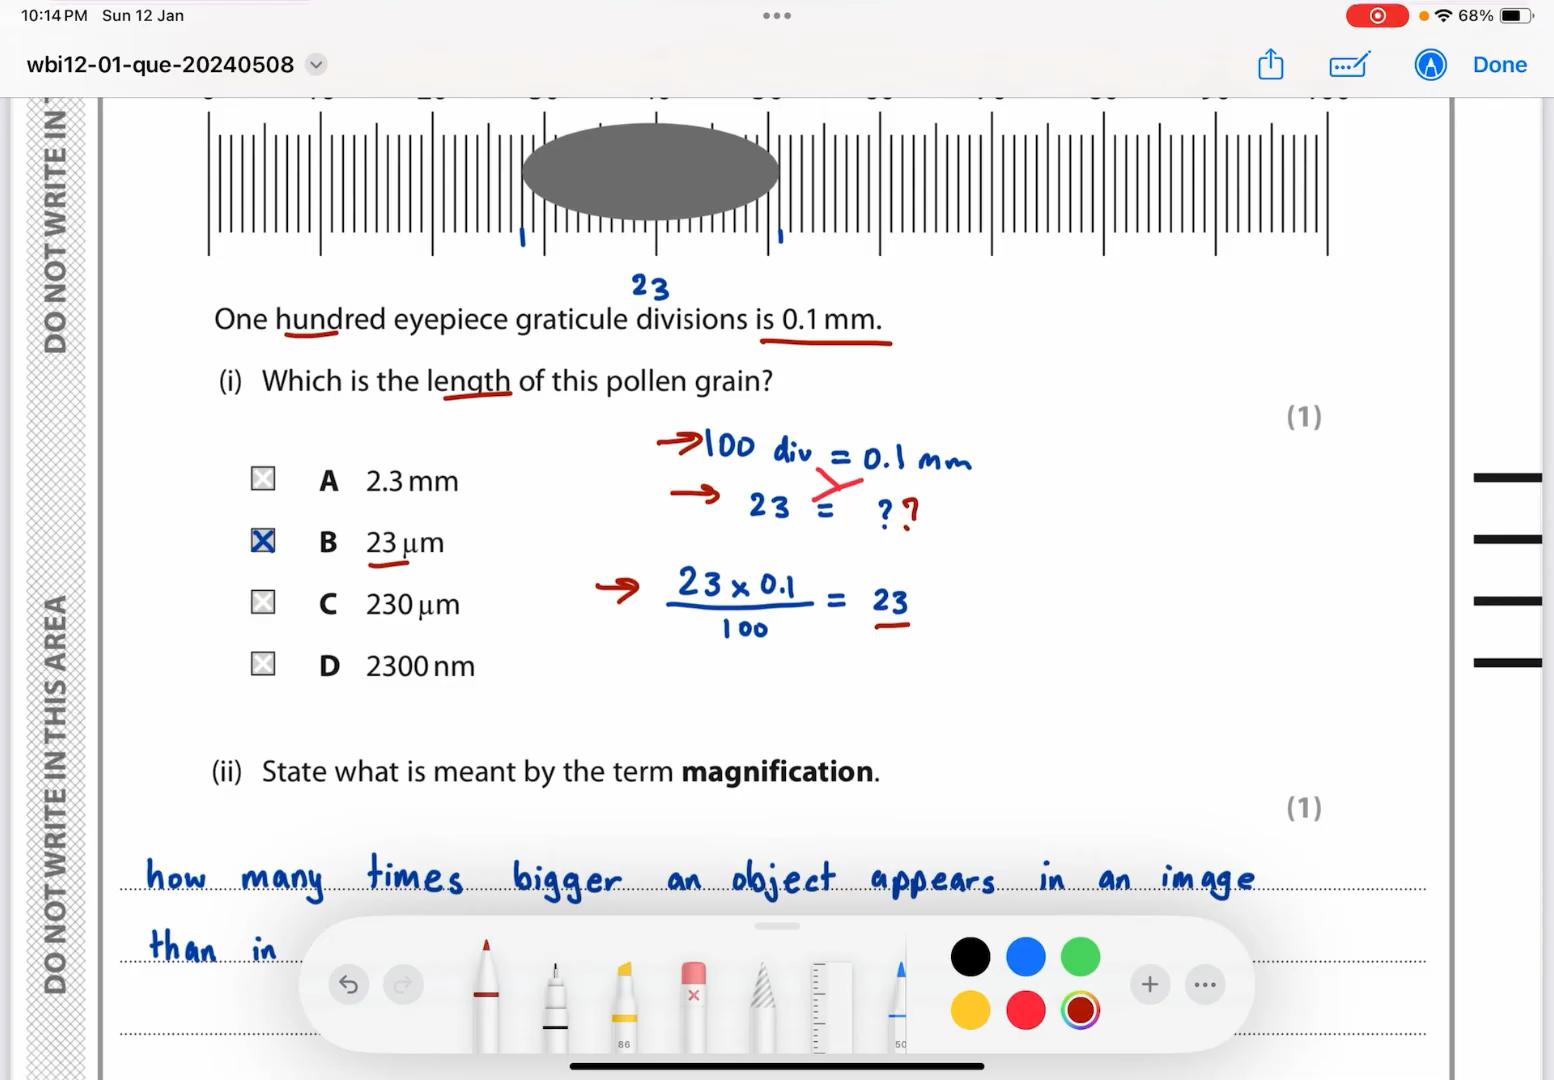 10:14 PM Sun 12 Jan
68%
wbi12-01-que-20240508
Done
DO NOT WRITE IN
23
One hundred eyepiece graticule divisions is 0.1 mm.
(i) Which is the length of this pollen grain?
(1)
→100 div = 0.1 mm
A 2.3 mm
→ 23 = ??
B 23 μm
→ 23 x 0.1 = 23
100
C 230 μm
D 2300 nm
DO NOT WRITE IN THIS AREA
(ii) State what is meant by the term magnification.
(1)
how many times bigger an object appears in an image
than in
86
50